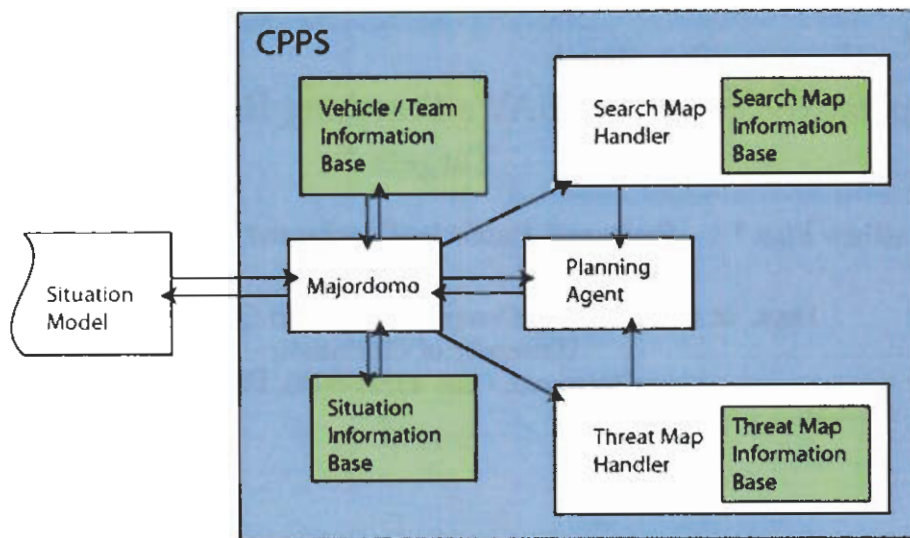 CPPS
Vehicle / Team
Information
Base
Search Map
Handler
Search Map
Information
Base
Situation
Model
Majordomo
Planning
Agent
Situation
Information
Base
Threat Map
Handler
Threat Map
Information
Base